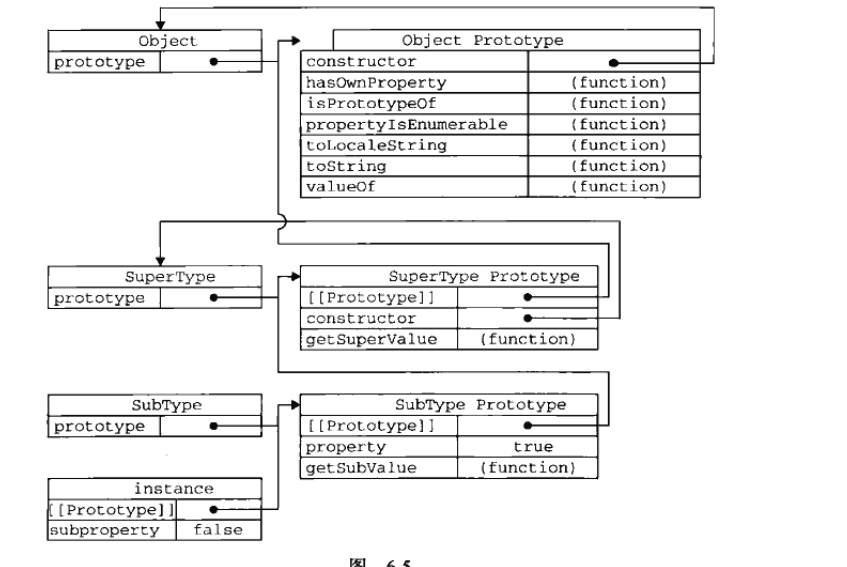 Object
prototype
Object Prototype
constructor
hasOwnProperty (function)
isPrototypeOf (function)
propertyIsEnumerable (function)
toLocaleString (function)
toString (function)
valueOf (function)
SuperType
prototype
SuperType Prototype
[[Prototype]]
constructor
getSuperValue (function)
SubType
prototype
SubType Prototype
[[Prototype]]
property true
getSubValue (function)
instance
[[Prototype]]
subproperty false
图 6.5